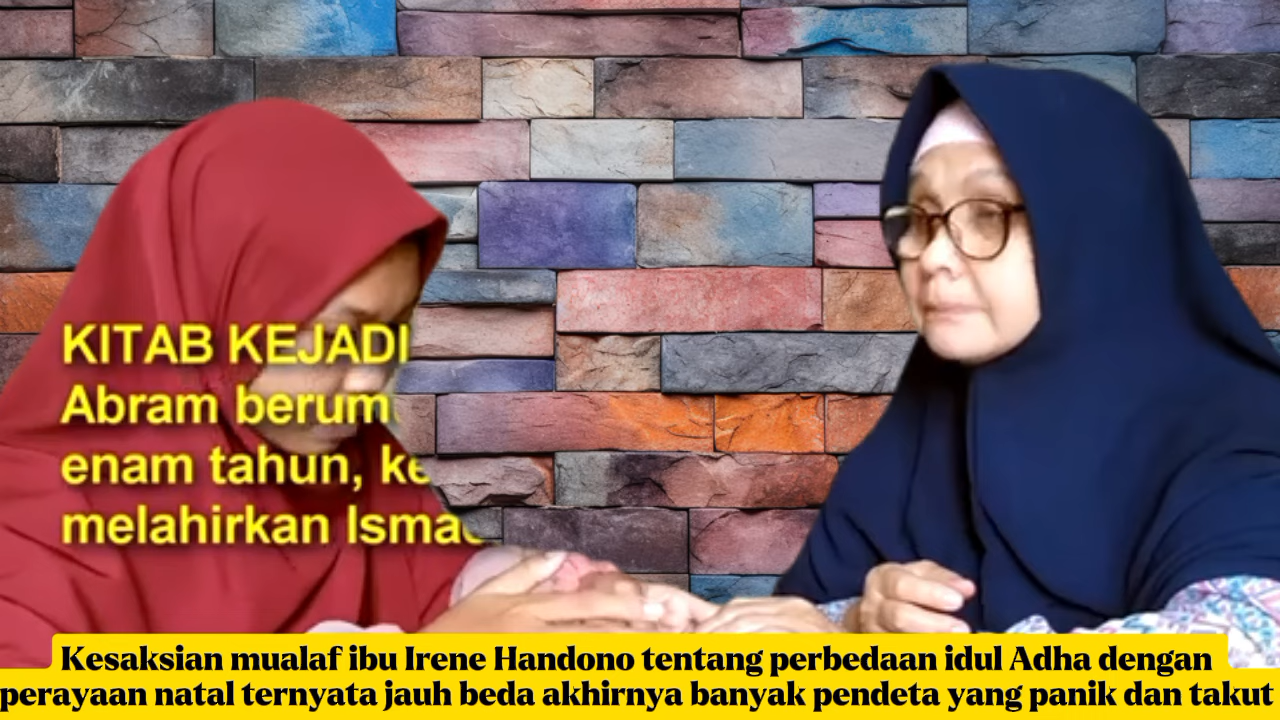 KITAB KEJADI
Abram berum
enam tahun, ke
melahirkan Ismae
Kesaksian mualaf ibu Irene Handono tentang perbedaan idul Adha dengan
perayaan natal ternyata jauh beda akhirnya banyak pendeta yang panik dan takut